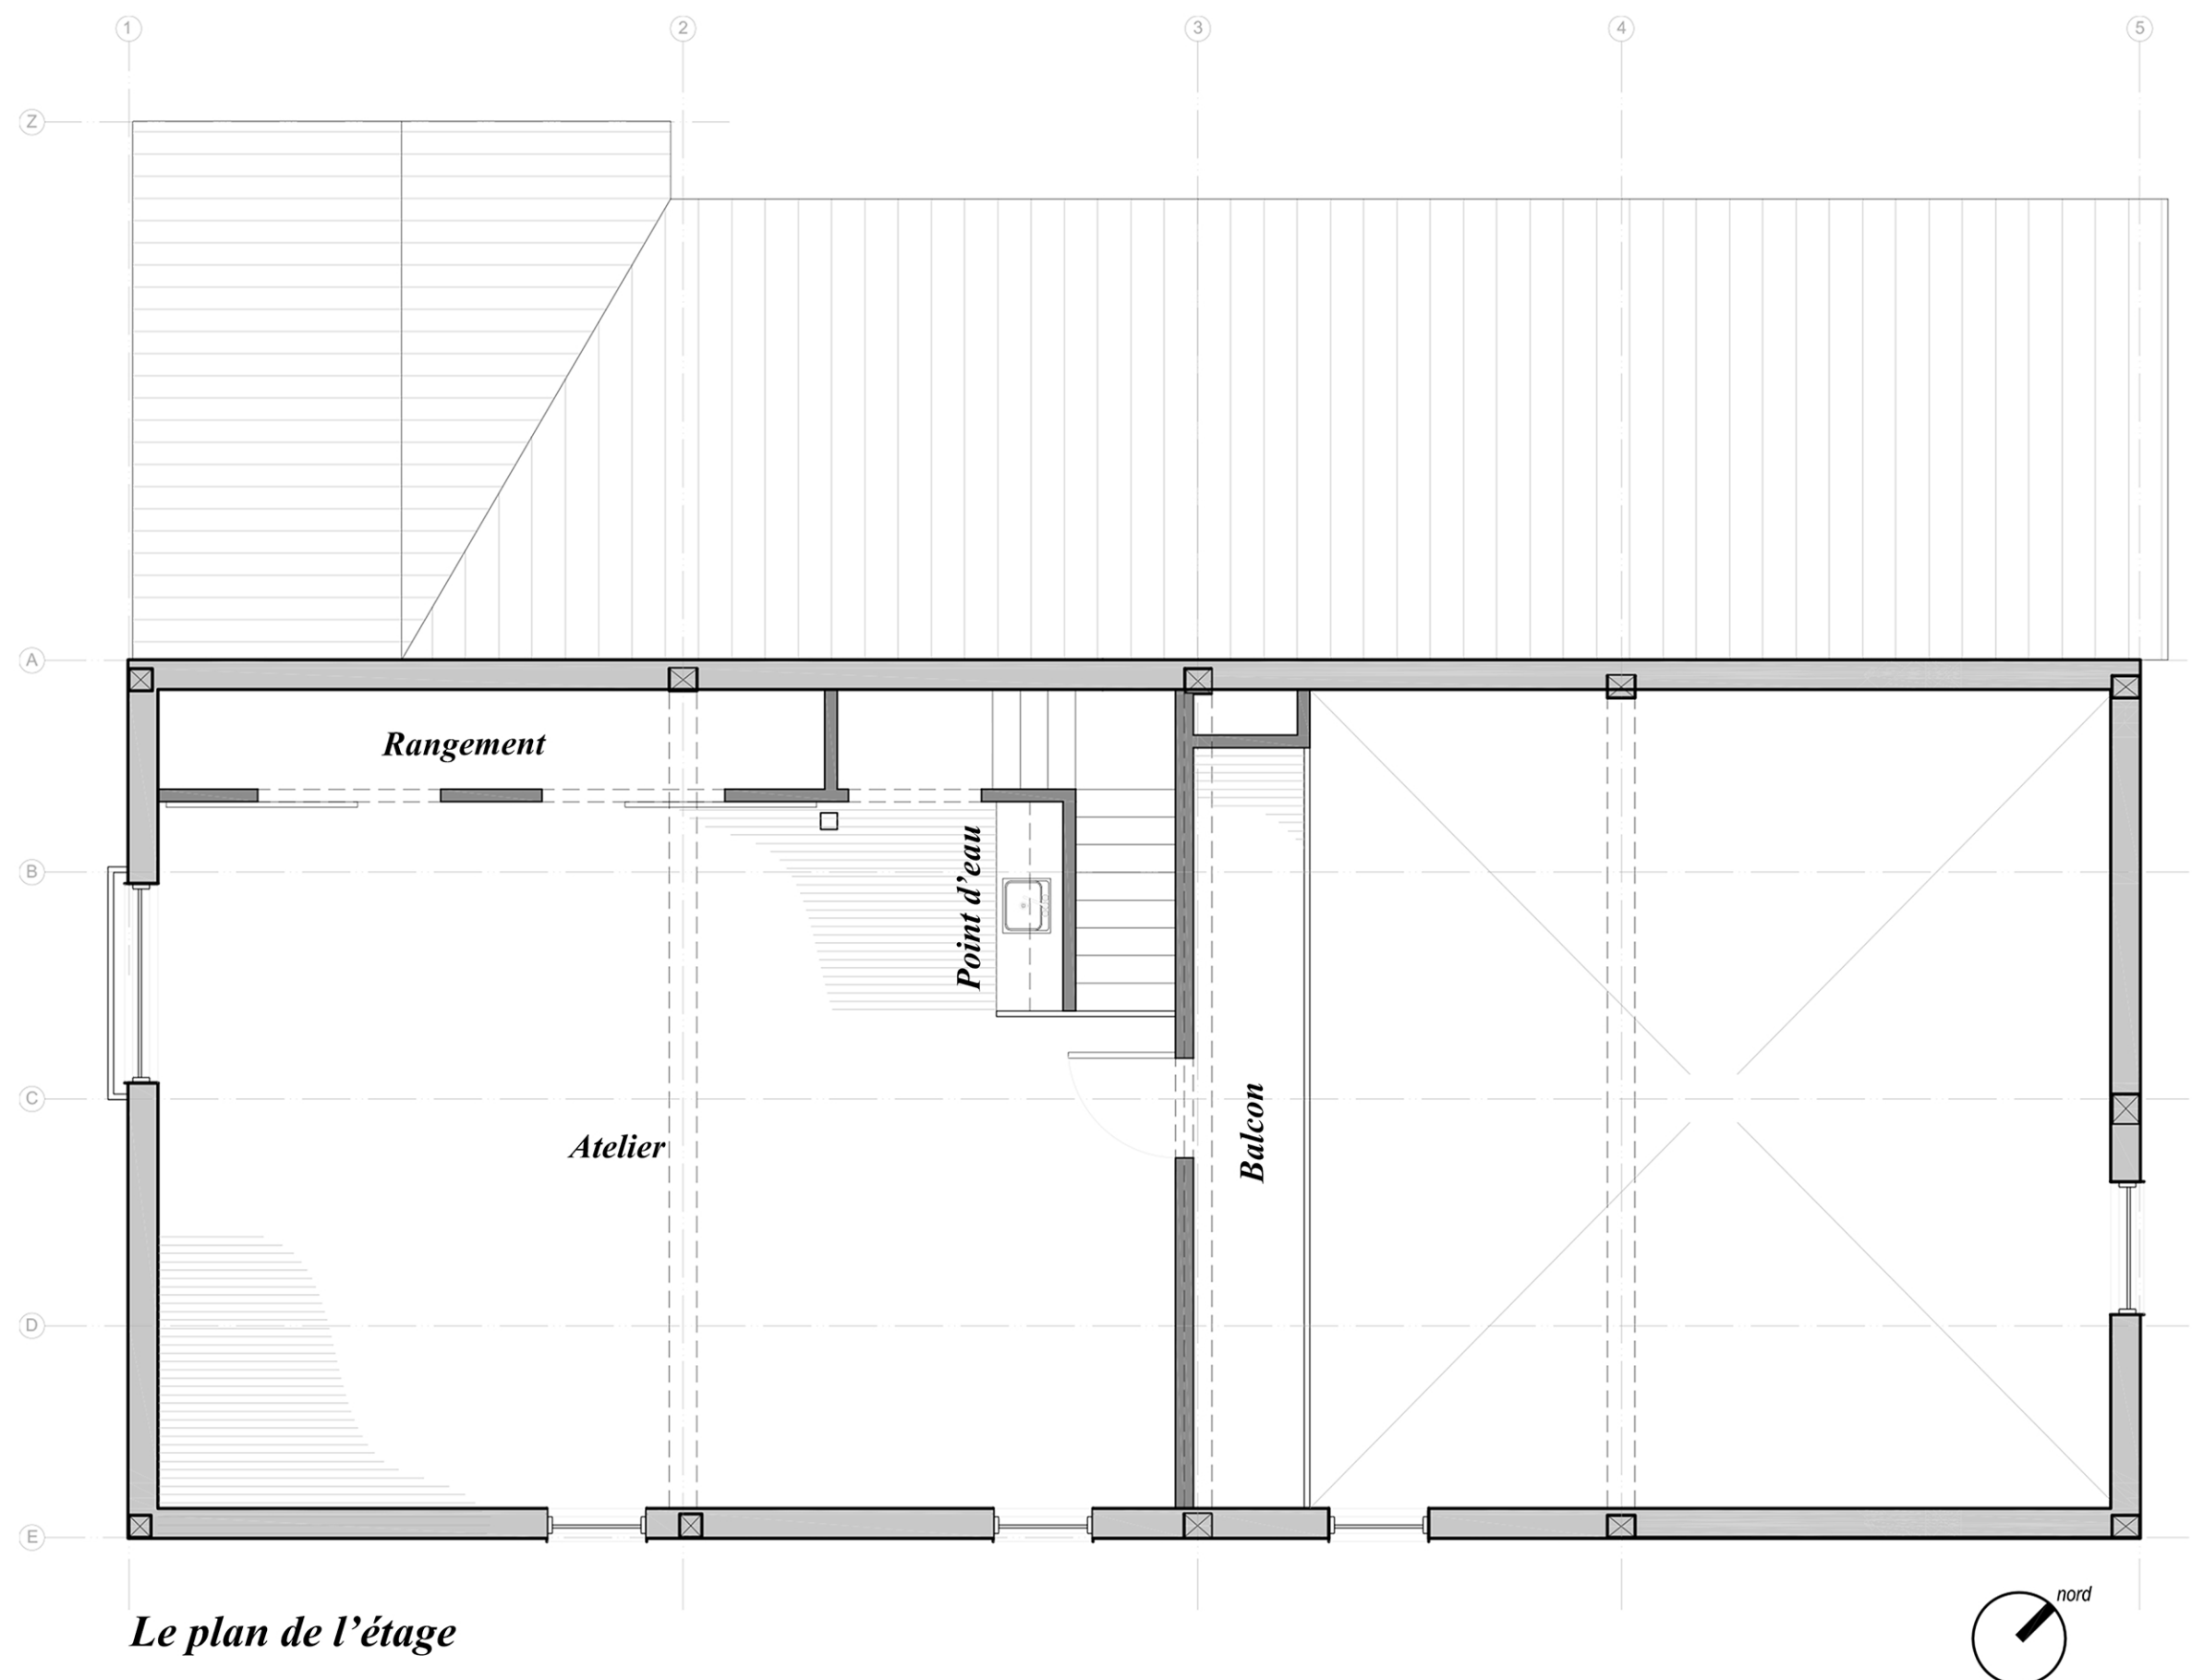 1
2
3
4
5
Z
A
Rangement
B
Point d’eau
C
Balcon
Atelier
D
E
nord
Le plan de l’étage